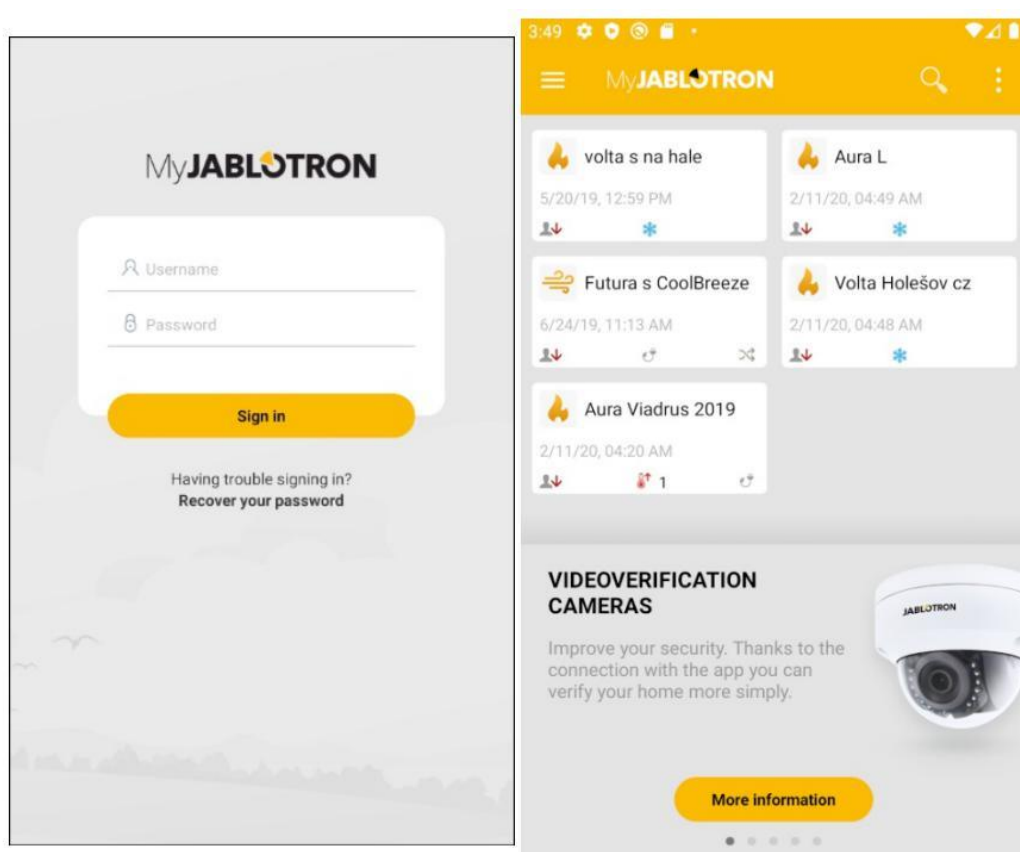 MyJABLOTRON
Username
Password
Sign in
Having trouble signing in?
Recover your password
3:49
MyJABLOTRON
volta s na hale
5/20/19, 12:59 PM
Aura L
2/11/20, 04:49 AM
Futura s CoolBreeze
6/24/19, 11:13 AM
Volta Holešov cz
2/11/20, 04:48 AM
Aura Viadrus 2019
2/11/20, 04:20 AM
1
VIDEOVERIFICATION
CAMERAS
Improve your security. Thanks to the
connection with the app you can
verify your home more simply.
JABLOTRON
More information